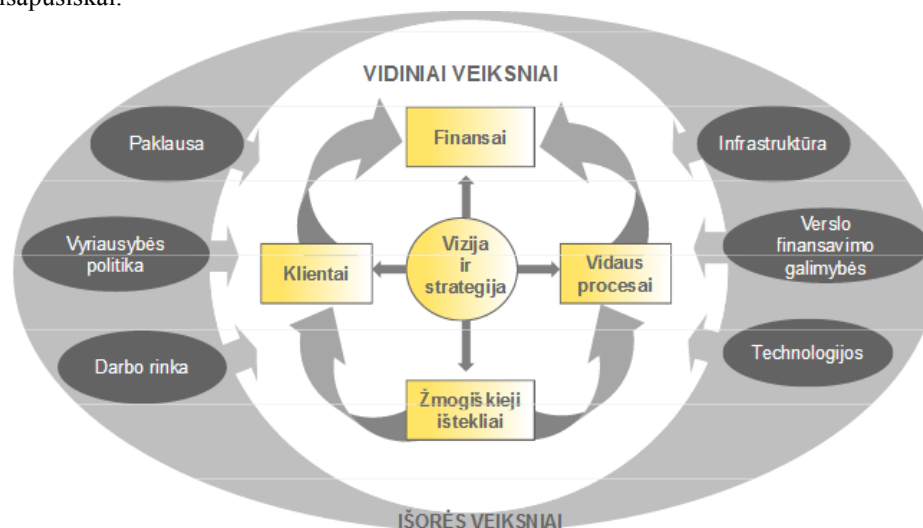 VIDINIAI VEIKSNIAI
Paklausa
Finansai
Infrastruktūra
Vyriausybės
politika
Klientai
Vizija
ir
strategija
Vidaus
procesai
Verslo
finansavimo
galimybės
Darbo rinka
Technologijos
Žmogiškieji
ištekliai
IŠORĖS VEIKSNIAI